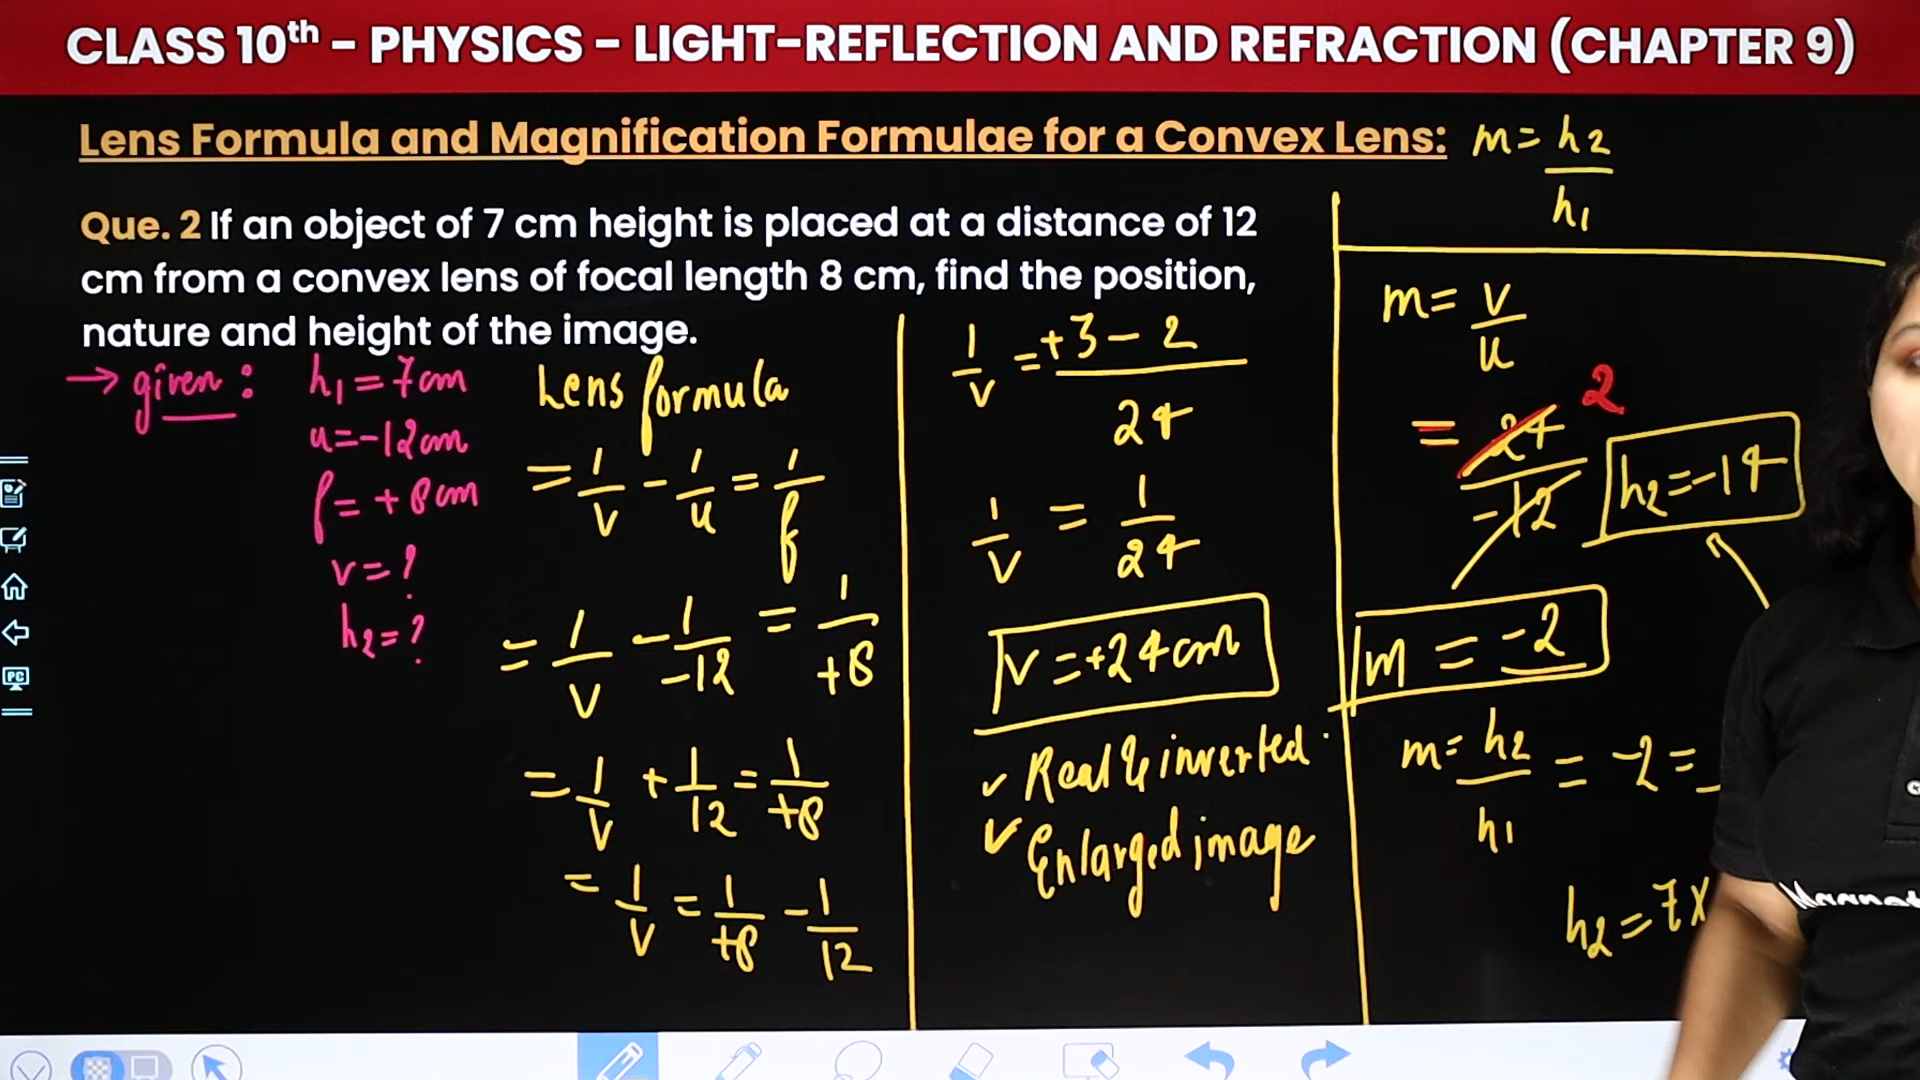 CLASS 10th - PHYSICS - LIGHT-REFLECTION AND REFRACTION (CHAPTER 9)
Lens Formula and Magnification Formulae for a Convex Lens:
m = h2/h1
Que. 2 If an object of 7 cm height is placed at a distance of 12
cm from a convex lens of focal length 8 cm, find the position,
nature and height of the image.
→ given :
h1 = 7cm
u = -12cm
f = + 8cm
v = ?
h2 = ?
Lens formula
= 1/v - 1/u = 1/f
= 1/v - 1/-12 = 1/+8
= 1/v + 1/12 = 1/+8
= 1/v = 1/+8 - 1/12
1/v = +3 - 2/24
1/v = 1/24
v = +24cm
✓ Real & inverted
✓ Enlarged image
m = v/u
= 24/-12 2
m = -2
h2 = -14
m = h2/h1 = -2 =
h2 = 7×
PC